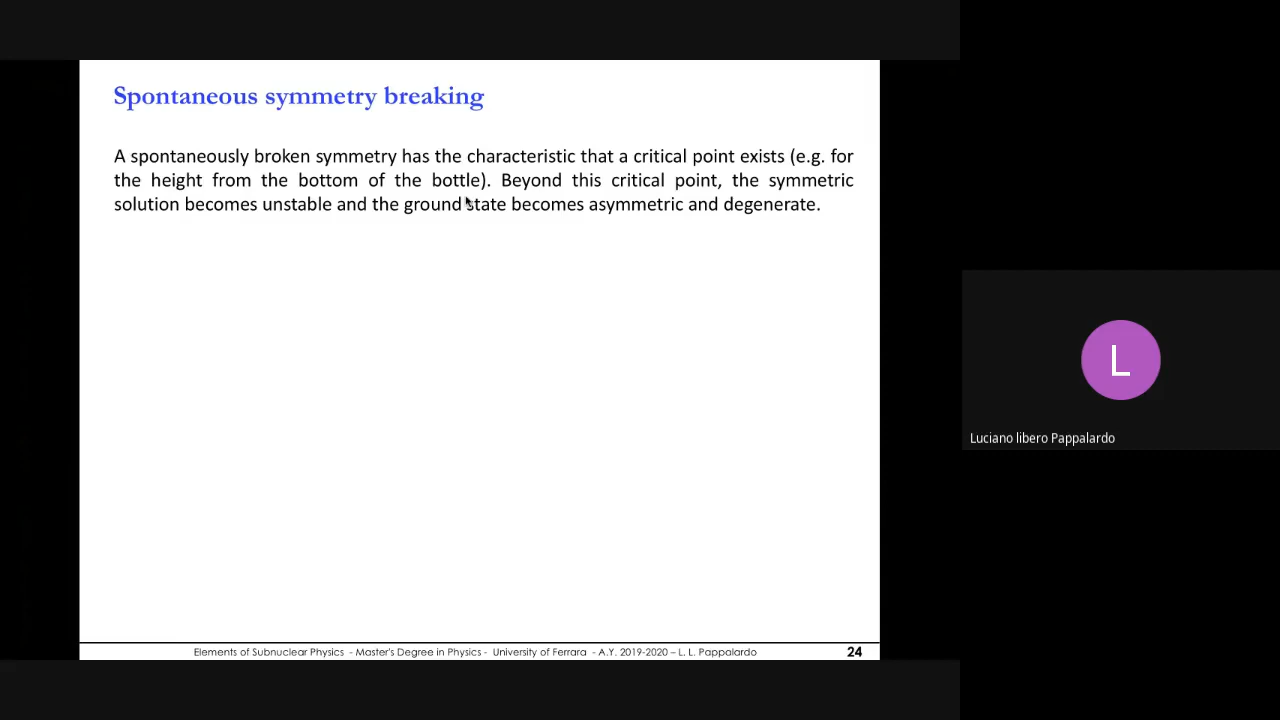 Spontaneous symmetry breaking
A spontaneously broken symmetry has the characteristic that a critical point exists (e.g. for
the height from the bottom of the bottle). Beyond this critical point, the symmetric
solution becomes unstable and the ground state becomes asymmetric and degenerate.
L
Luciano libero Pappalardo
Elements of Subnuclear Physics - Master's Degree in Physics - University of Ferrara - A.Y. 2019-2020 – L. L. Pappalardo
24